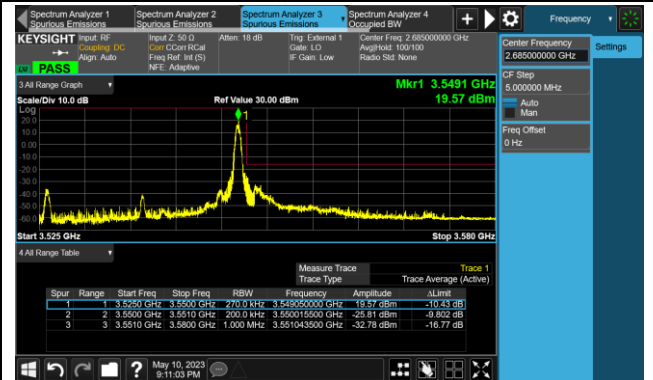 Spectrum Analyzer 1
Spurious Emissions
Spectrum Analyzer 2
Spurious Emissions
Spectrum Analyzer 3
Spurious Emissions
Spectrum Analyzer 4
Occupied BW
+
Frequency
KEYSIGHT
Input: RF
Coupling: DC
Align: Auto
Input Z: 50 Ω
Corr CCorr RCal
Freq Ref: Int (S)
NFE: Adaptive
Atten: 18 dB
Trig: External 1
Gate: LO
IF Gain: Low
Center Freq: 2.685000000 GHz
Avg|Hold: 100/100
Radio Std: None
PASS
Center Frequency
2.685000000 GHz
Settings
CF Step
5.000000 MHz
Auto
Man
Freq Offset
0 Hz
3 All Range Graph
Mkr1 3.5491 GHz
19.57 dBm
Scale/Div 10.0 dB
Ref Value 30.00 dBm
Log
1
20.0
10.0
0.00
-10.0
-20.0
-30.0
-40.0
-50.0
-60.0
Start 3.525 GHz
Stop 3.580 GHz
4 All Range Table
Measure Trace Trace 1
Trace Type Trace Average (Active)
Spur Range Start Freq Stop Freq RBW Frequency Amplitude ΔLimit
1 1 3.5250 GHz 3.5500 GHz 270.0 kHz 3.549050000 GHz 19.57 dBm -10.43 dB
2 2 3.5500 GHz 3.5510 GHz 200.0 kHz 3.550015500 GHz -25.81 dBm -9.802 dB
3 3 3.5510 GHz 3.5800 GHz 1.000 MHz 3.551043500 GHz -32.78 dBm -16.77 dB
?
May 10, 2023
9:11:03 PM